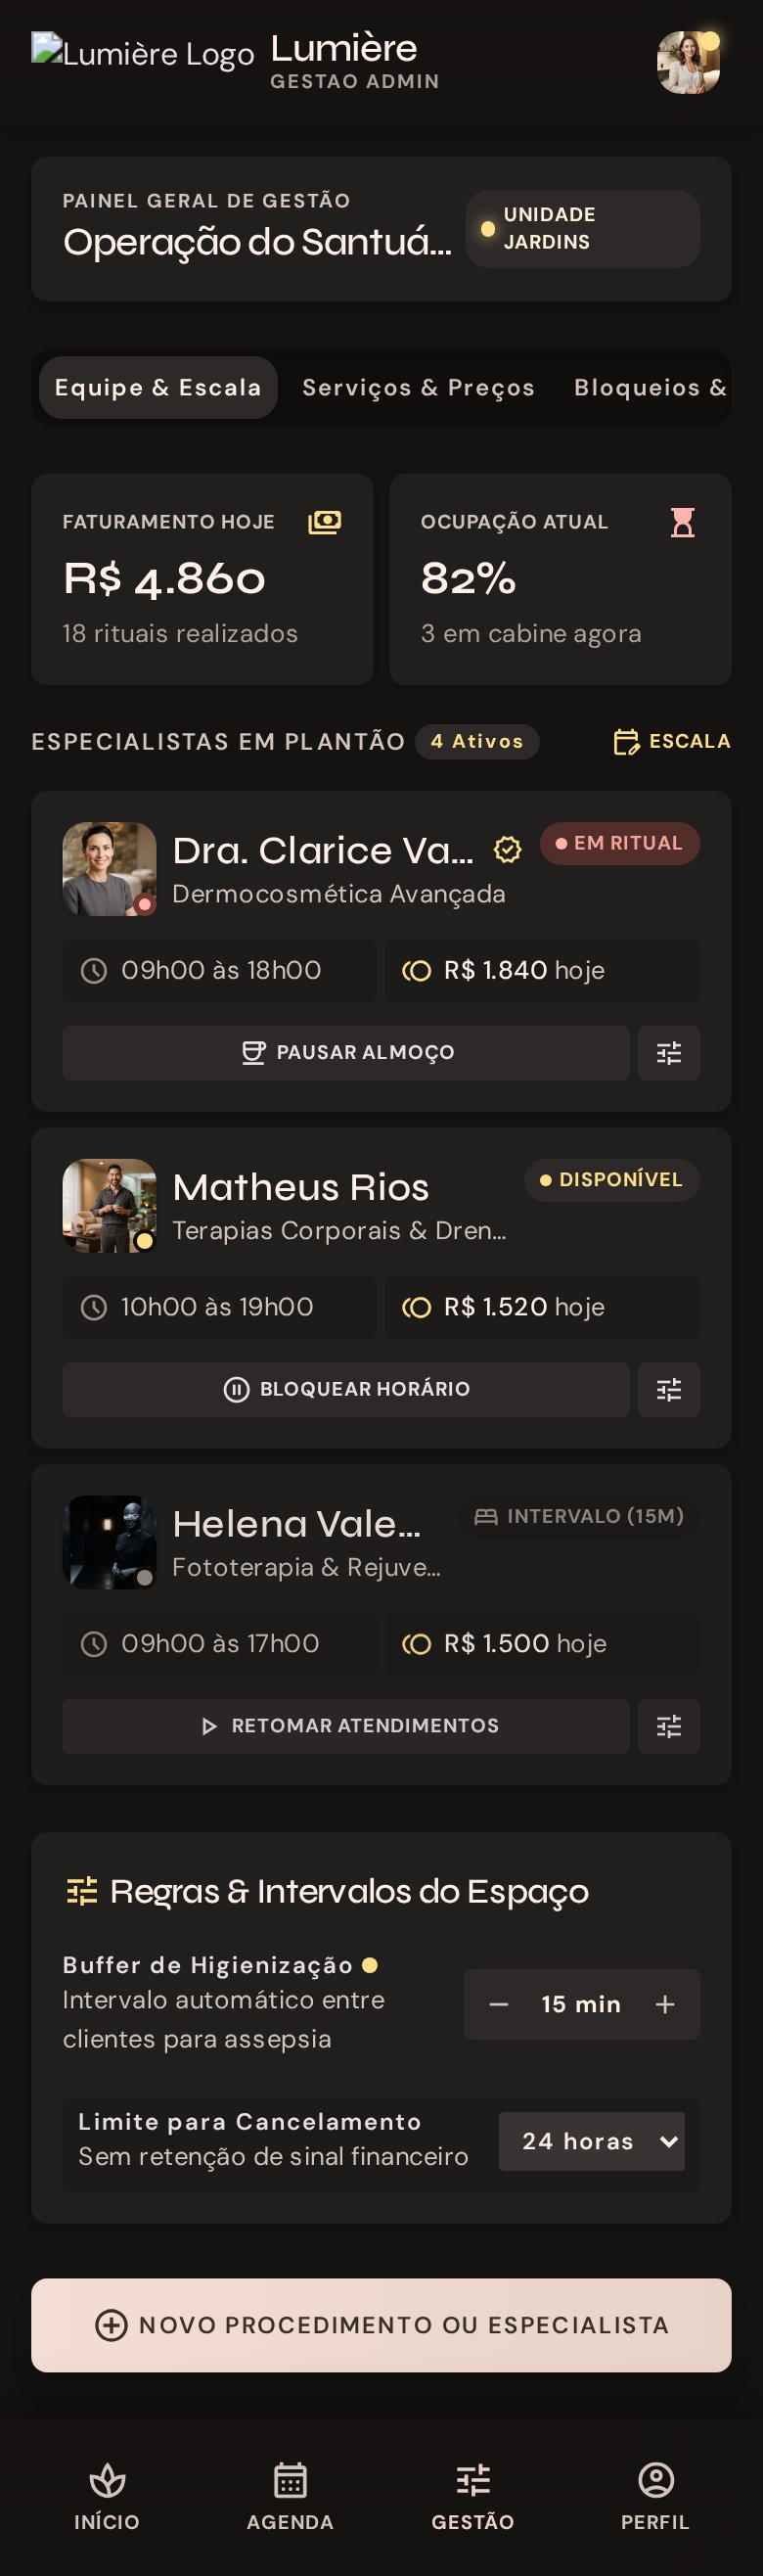 Lumière Logo
Lumière
GESTAO ADMIN
PAINEL GERAL DE GESTÃO
Operação do Santuá...
UNIDADE
JARDINS
Equipe & Escala
Serviços & Preços
Bloqueios &
FATURAMENTO HOJE
R$ 4.860
18 rituais realizados
OCUPAÇÃO ATUAL
82%
3 em cabine agora
ESPECIALISTAS EM PLANTÃO
4 Ativos
ESCALA
Dra. Clarice Va...
EM RITUAL
Dermocosmética Avançada
09h00 às 18h00
R$ 1.840 hoje
PAUSAR ALMOÇO
Matheus Rios
DISPONÍVEL
Terapias Corporais & Dren...
10h00 às 19h00
R$ 1.520 hoje
BLOQUEAR HORÁRIO
Helena Vale...
INTERVALO (15M)
Fototerapia & Rejuve...
09h00 às 17h00
R$ 1.500 hoje
RETOMAR ATENDIMENTOS
Regras & Intervalos do Espaço
Buffer de Higienização
Intervalo automático entre
clientes para assepsia
15 min
Limite para Cancelamento
Sem retenção de sinal financeiro
24 horas
NOVO PROCEDIMENTO OU ESPECIALISTA
INÍCIO
AGENDA
GESTÃO
PERFIL